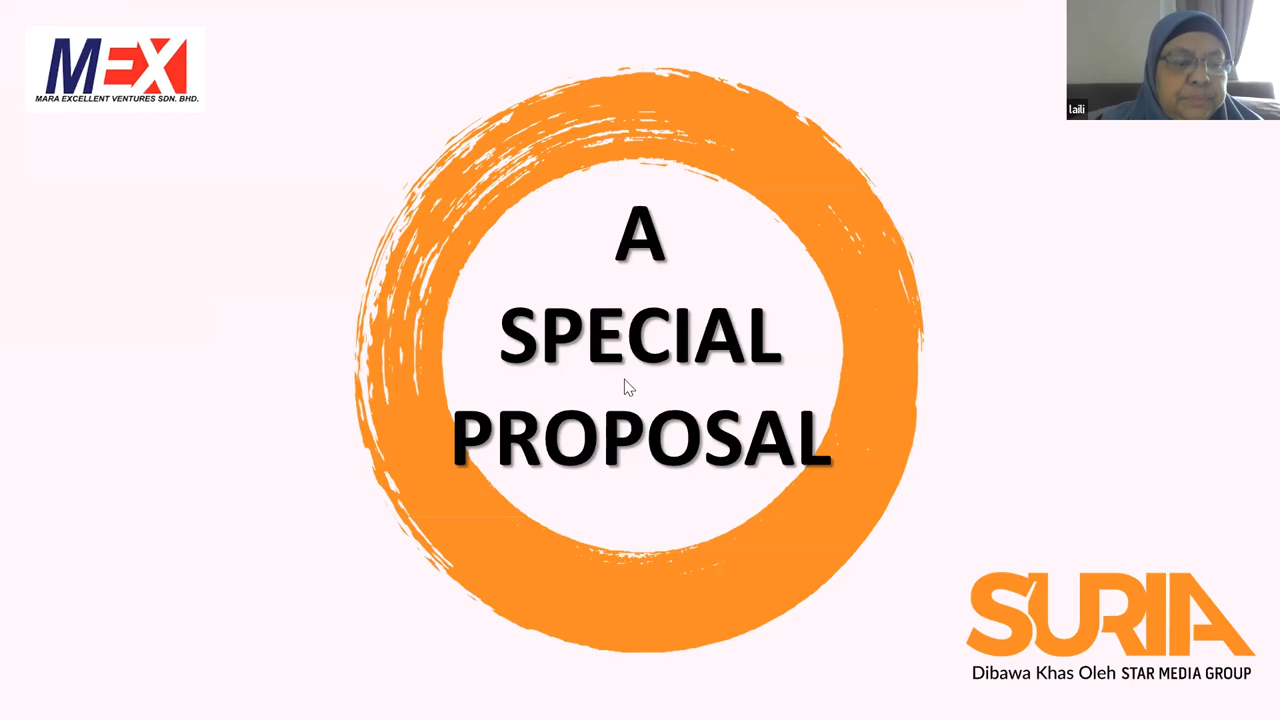 MEX
MARA EXCELLENT VENTURES SDN. BHD.
laili
A
SPECIAL
PROPOSAL
SURIA
Dibawa Khas Oleh STAR MEDIA GROUP